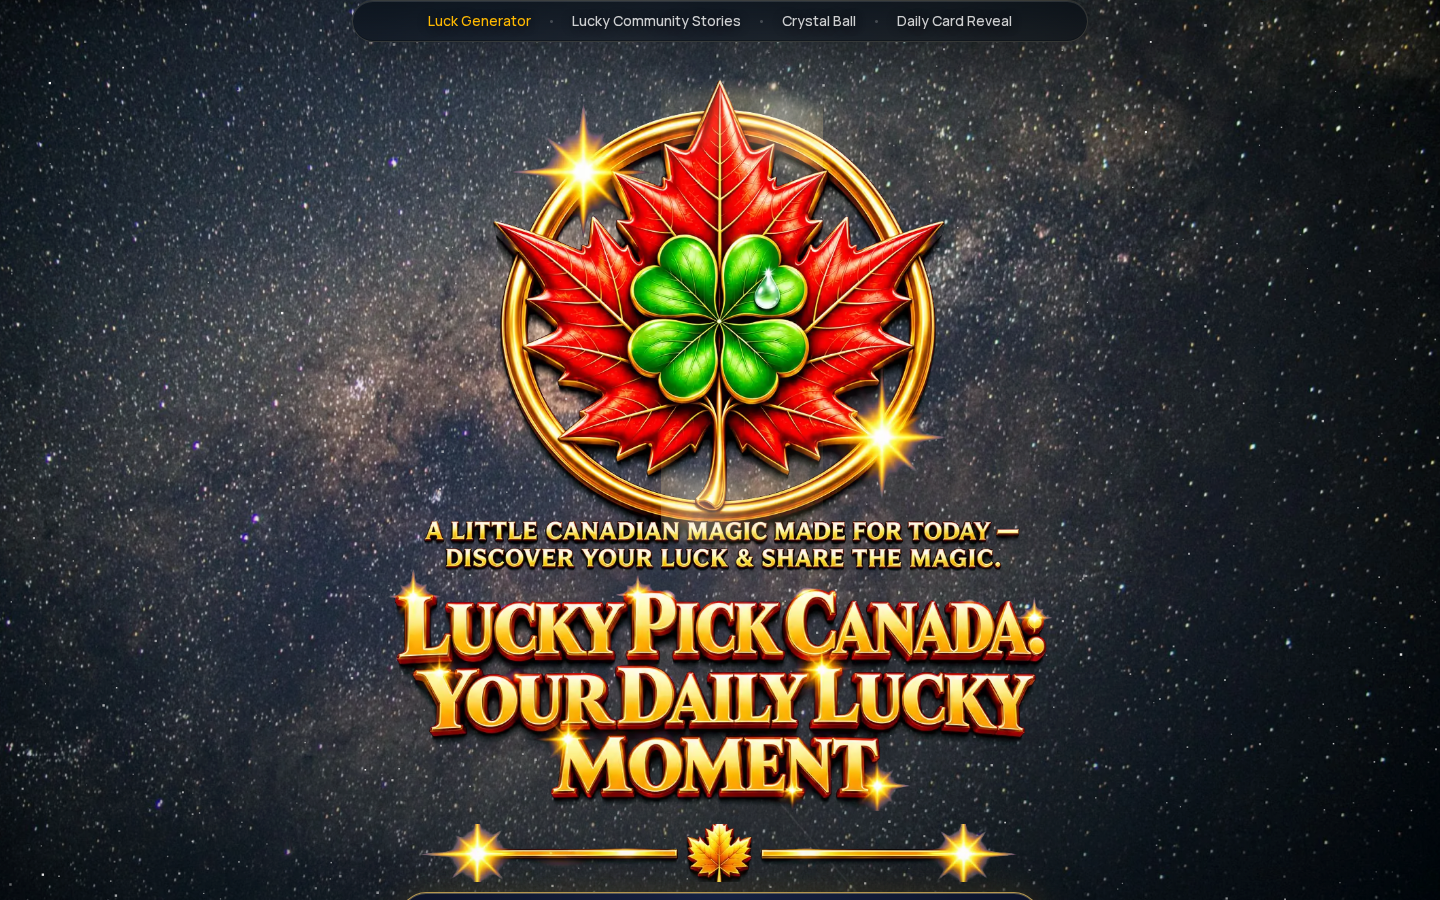 Luck Generator • Lucky Community Stories • Crystal Ball • Daily Card Reveal
A LITTLE CANADIAN MAGIC MADE FOR TODAY —
DISCOVER YOUR LUCK & SHARE THE MAGIC.
LUCKY PICK CANADA:
YOUR DAILY LUCKY
MOMENT